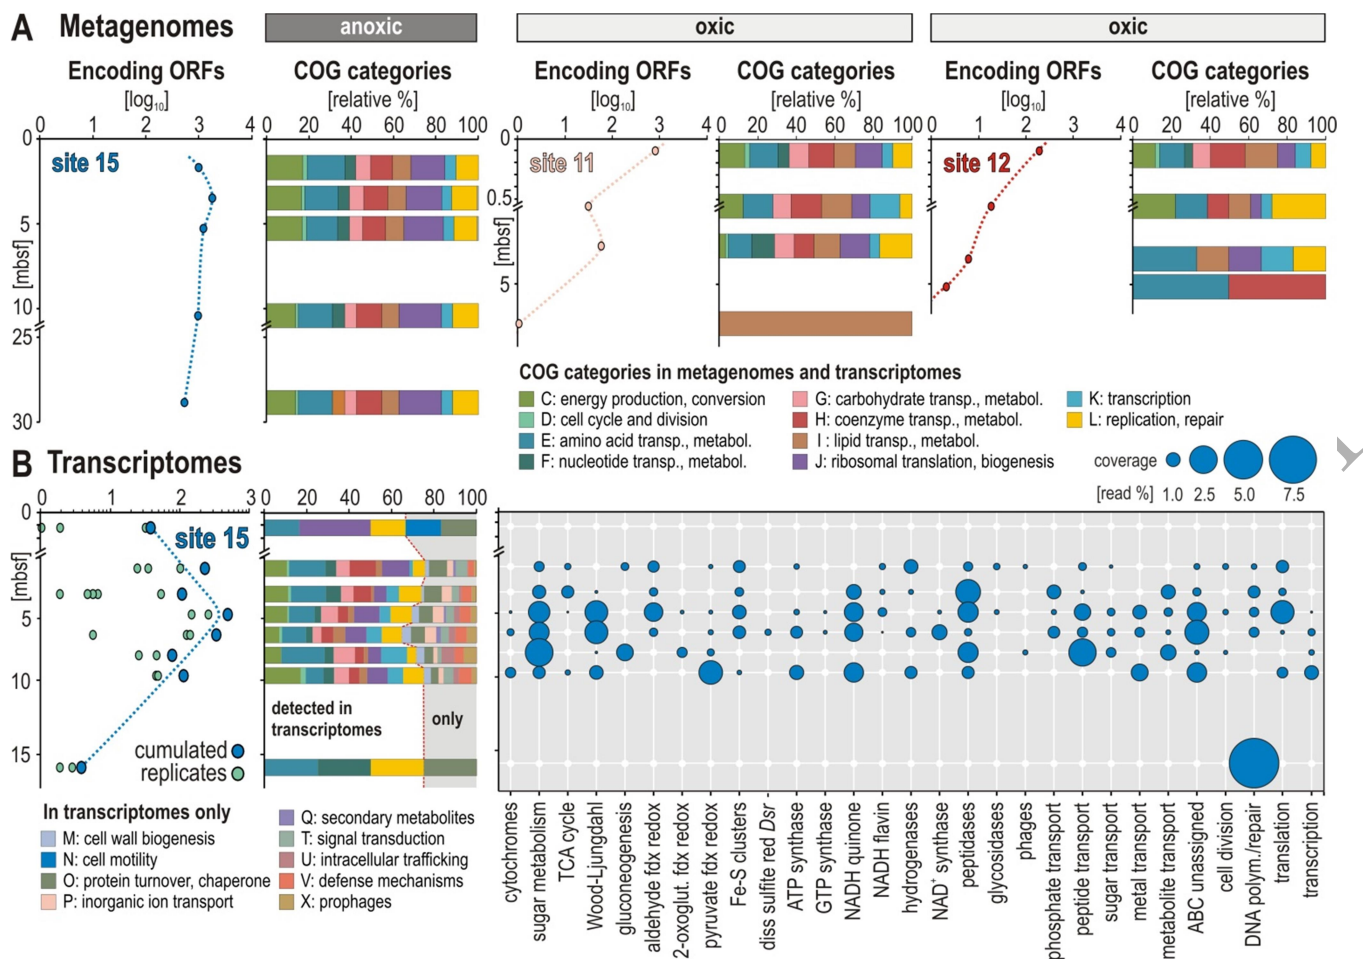 A Metagenomes
anoxic
oxic
oxic
Encoding ORFs
[log10]
COG categories
[relative %]
Encoding ORFs
[log10]
COG categories
[relative %]
Encoding ORFs
[log10]
COG categories
[relative %]
0 1 2 3 4
0 20 40 60 80 100
0 1 2 3 4
0 20 40 60 80 100
0 1 2 3 4
0 20 40 60 80 100
0
5
10
25
30
[mbsf]
site 15
0.5
5
[mbsf]
site 11
site 12
COG categories in metagenomes and transcriptomes
C: energy production, conversion
D: cell cycle and division
E: amino acid transp., metabol.
F: nucleotide transp., metabol.
G: carbohydrate transp., metabol.
H: coenzyme transp., metabol.
I : lipid transp., metabol.
J: ribosomal translation, biogenesis
K: transcription
L: replication, repair
B Transcriptomes
coverage
[read %] 1.0 2.5 5.0 7.5
0 1 2 3
0 20 40 60 80 100
0
5
10
15
[mbsf]
site 15
cumulated
replicates
detected in
transcriptomes
only
In transcriptomes only
M: cell wall biogenesis
N: cell motility
O: protein turnover, chaperone
P: inorganic ion transport
Q: secondary metabolites
T: signal transduction
U: intracellular trafficking
V: defense mechanisms
X: prophages
cytochromes
sugar metabolism
TCA cycle
Wood-Ljungdahl
gluconeogenesis
aldehyde fdx redox
2-oxoglut. fdx redox
pyruvate fdx redox
Fe-S clusters
diss sulfite red Dsr
ATP synthase
GTP synthase
NADH quinone
NADH flavin
hydrogenases
NAD+ synthase
peptidases
glycosidases
phages
phosphate transport
peptide transport
sugar transport
metal transport
metabolite transport
ABC unassigned
cell division
DNA polym./repair
translation
transcription